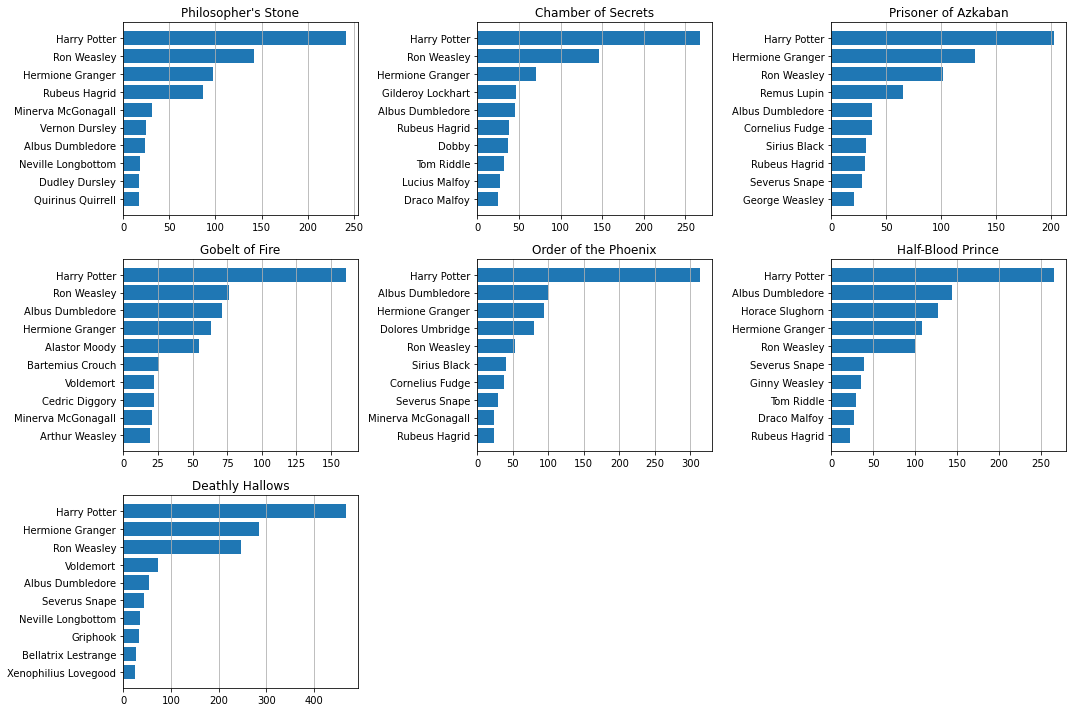 Philosopher's Stone
Harry Potter
Ron Weasley
Hermione Granger
Rubeus Hagrid
Minerva McGonagall
Vernon Dursley
Albus Dumbledore
Neville Longbottom
Dudley Dursley
Quirinus Quirrell
0 50 100 150 200 250
Chamber of Secrets
Harry Potter
Ron Weasley
Hermione Granger
Gilderoy Lockhart
Albus Dumbledore
Rubeus Hagrid
Dobby
Tom Riddle
Lucius Malfoy
Draco Malfoy
0 50 100 150 200 250
Prisoner of Azkaban
Harry Potter
Hermione Granger
Ron Weasley
Remus Lupin
Albus Dumbledore
Cornelius Fudge
Sirius Black
Rubeus Hagrid
Severus Snape
George Weasley
0 50 100 150 200
Gobelt of Fire
Harry Potter
Ron Weasley
Albus Dumbledore
Hermione Granger
Alastor Moody
Bartemius Crouch
Voldemort
Cedric Diggory
Minerva McGonagall
Arthur Weasley
0 25 50 75 100 125 150
Order of the Phoenix
Harry Potter
Albus Dumbledore
Hermione Granger
Dolores Umbridge
Ron Weasley
Sirius Black
Cornelius Fudge
Severus Snape
Minerva McGonagall
Rubeus Hagrid
0 50 100 150 200 250 300
Half-Blood Prince
Harry Potter
Albus Dumbledore
Horace Slughorn
Hermione Granger
Ron Weasley
Severus Snape
Ginny Weasley
Tom Riddle
Draco Malfoy
Rubeus Hagrid
0 50 100 150 200 250
Deathly Hallows
Harry Potter
Hermione Granger
Ron Weasley
Voldemort
Albus Dumbledore
Severus Snape
Neville Longbottom
Griphook
Bellatrix Lestrange
Xenophilius Lovegood
0 100 200 300 400